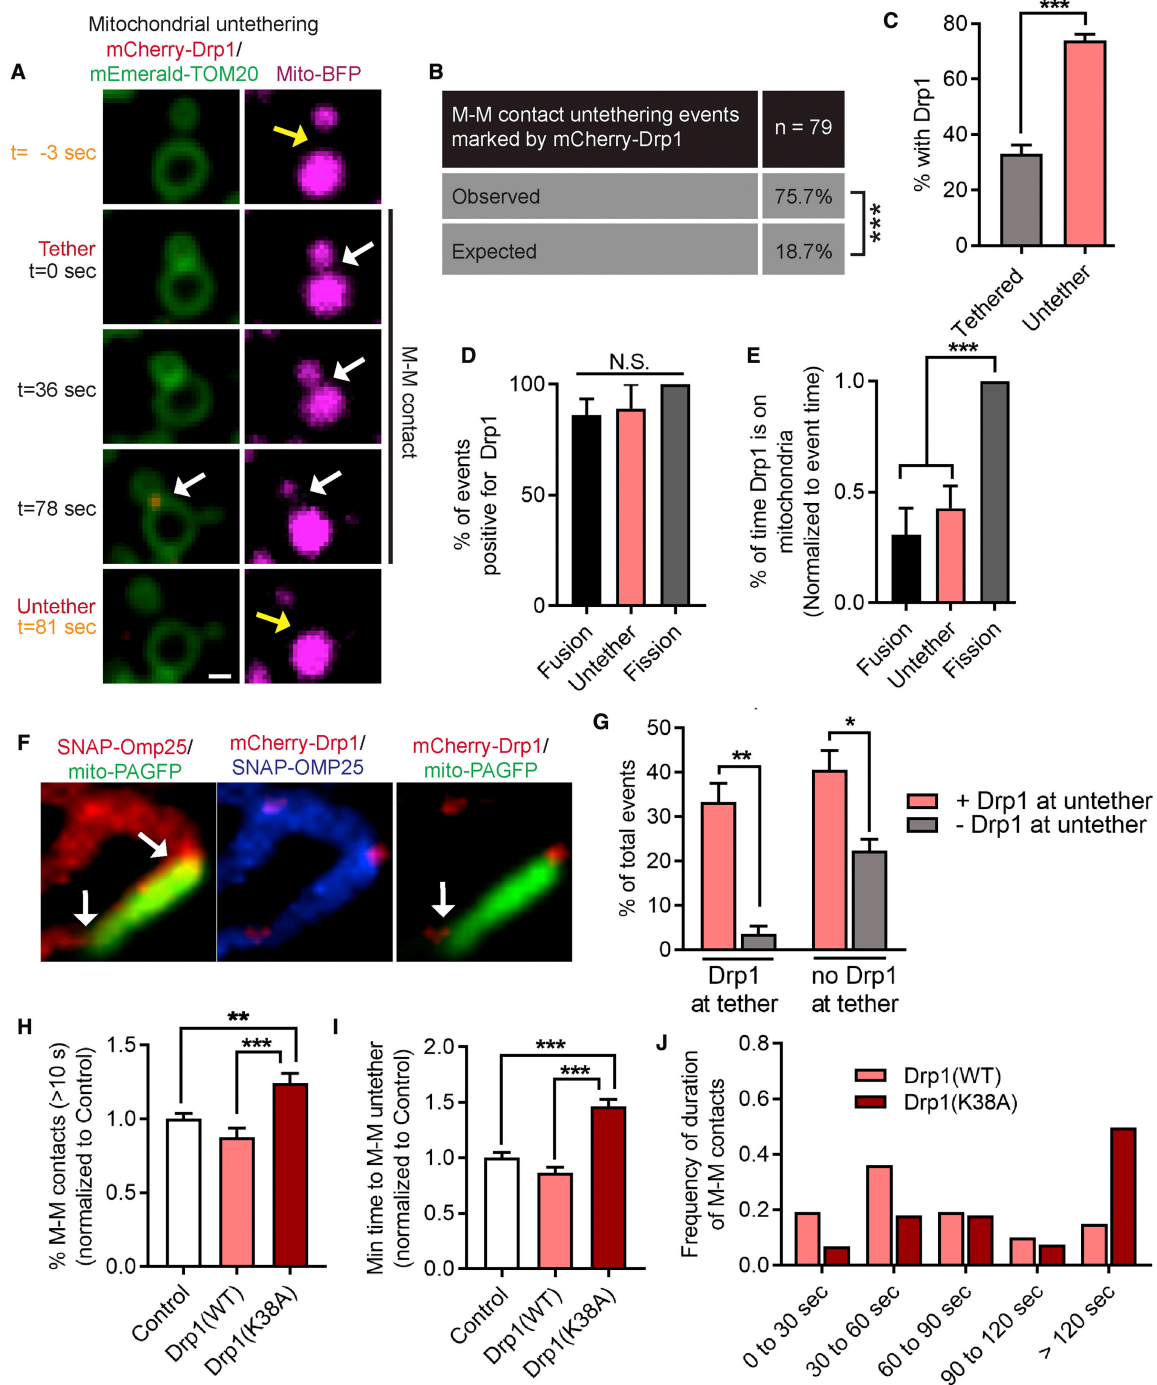 Mitochondrial untethering
mCherry-Drp1/
mEmerald-TOM20 Mito-BFP
A
t= -3 sec
Tether
t=0 sec
t=36 sec
t=78 sec
Untether
t=81 sec
M-M contact
B
M-M contact untethering events
marked by mCherry-Drp1
n = 79
Observed 75.7%
Expected 18.7%
***
C
% with Drp1
80
60
40
20
0
***
Tethered
Untether
D
% of events
positive for Drp1
100
50
0
N.S.
Fusion
Untether
Fission
E
% of time Drp1 is on
mitochondria
(Normalized to event time)
1.0
0.5
0.0
***
Fusion
Untether
Fission
F
SNAP-Omp25/
mito-PAGFP
mCherry-Drp1/
SNAP-OMP25
mCherry-Drp1/
mito-PAGFP
G
% of total events
50
40
30
20
10
0
**
*
Drp1
at tether
no Drp1
at tether
+ Drp1 at untether
- Drp1 at untether
H
% M-M contacts (>10 s)
(normalized to Control)
1.5
1.0
0.5
0.0
**
***
Control
Drp1(WT)
Drp1(K38A)
I
Min time to M-M untether
(normalized to Control)
2.0
1.5
1.0
0.5
0.0
***
***
Control
Drp1(WT)
Drp1(K38A)
J
Frequency of duration
of M-M contacts
0.8
0.6
0.4
0.2
0.0
Drp1(WT)
Drp1(K38A)
0 to 30 sec
30 to 60 sec
60 to 90 sec
90 to 120 sec
> 120 sec